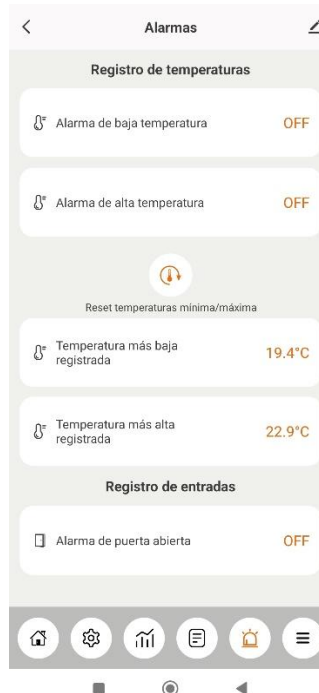 Alarmas
Registro de temperaturas
Alarma de baja temperatura OFF
Alarma de alta temperatura OFF
Reset temperaturas mínima/máxima
Temperatura más baja
registrada 19.4°C
Temperatura más alta
registrada 22.9°C
Registro de entradas
Alarma de puerta abierta OFF